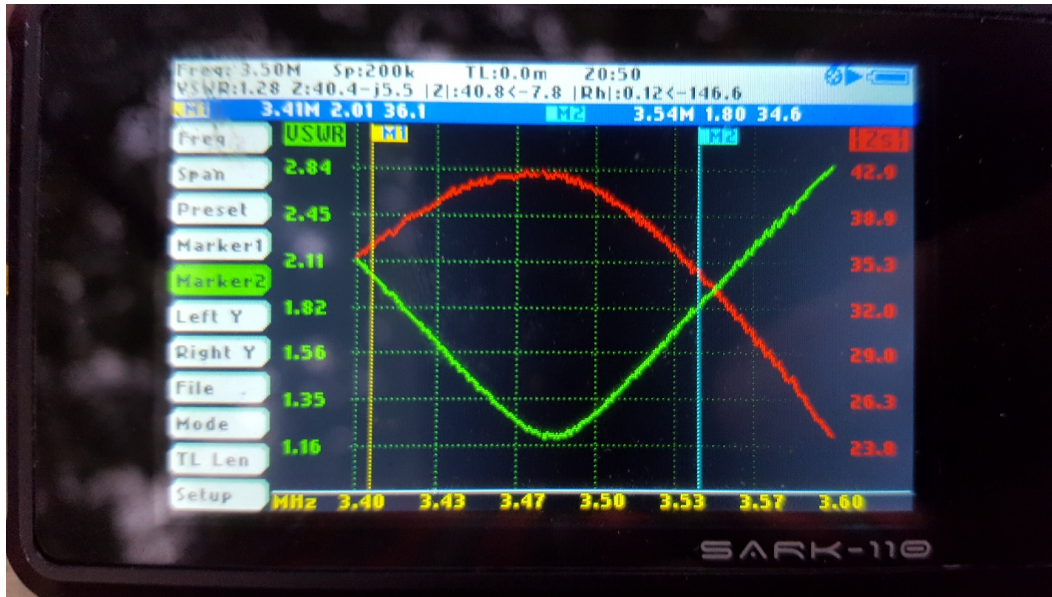 Freq: 3.50M Sp:200k TL:0.0m Z0:50
VSWR:1.28 Z:40.4-j5.5 |Z|:40.8<-7.8 |Rh|:0.12<-146.6
M1 3.41M 2.01 36.1 M2 3.54M 1.80 34.6
Freq VSWR M1 M2 |Zs|
Span 2.84 42.9
Preset 2.45 38.9
Marker1 2.11 35.3
Marker2
Left Y 1.82 32.0
Right Y 1.56 29.0
File 1.35 26.3
Mode
TL Len 1.16 23.8
Setup MHz 3.40 3.43 3.47 3.50 3.53 3.57 3.60
SARK-110